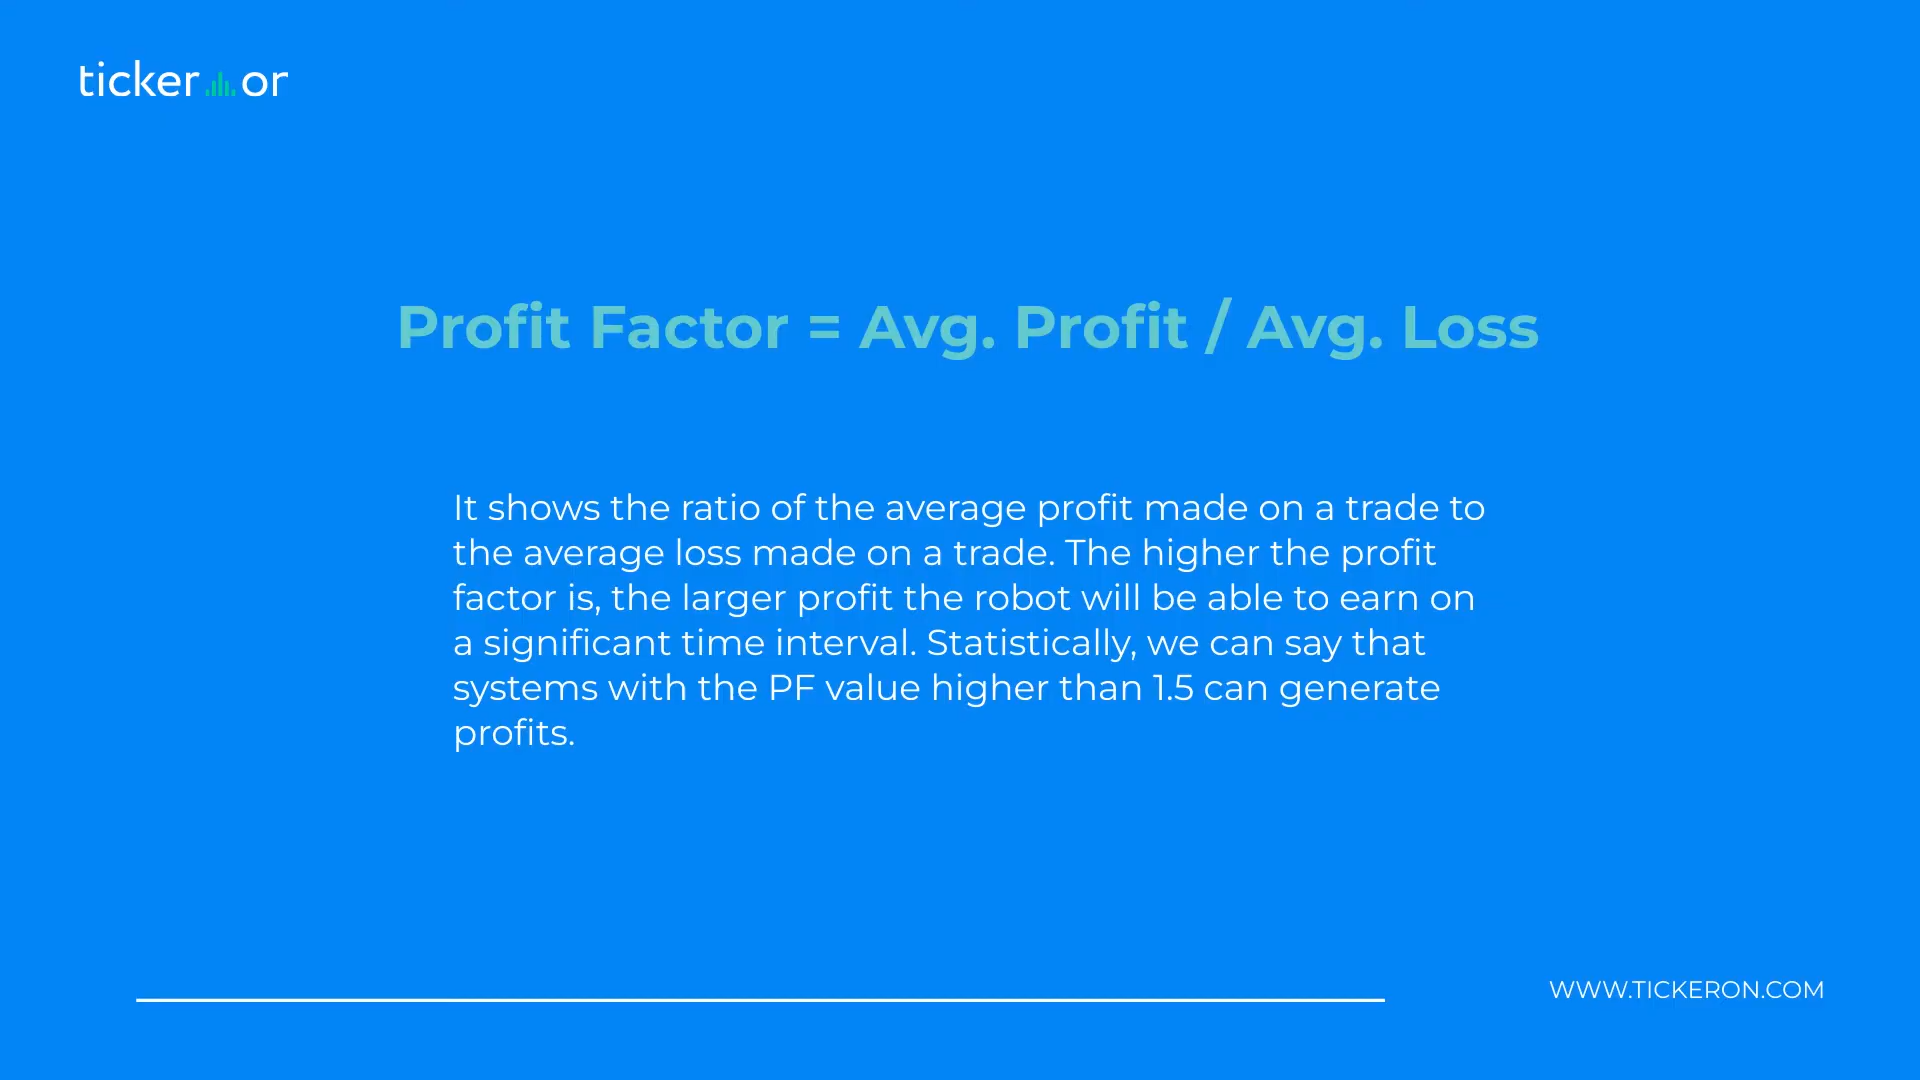 tickeror
Profit Factor = Avg. Profit / Avg. Loss
It shows the ratio of the average profit made on a trade to
the average loss made on a trade. The higher the profit
factor is, the larger profit the robot will be able to earn on
a significant time interval. Statistically, we can say that
systems with the PF value higher than 1.5 can generate
profits.
WWW.TICKERON.COM